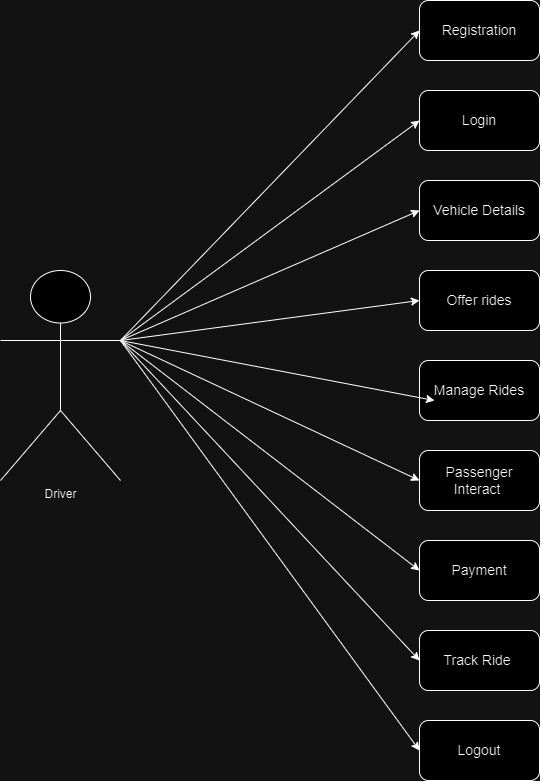 Registration
Login
Vehicle Details
Offer rides
Manage Rides
Passenger
Interact
Driver
Payment
Track Ride
Logout